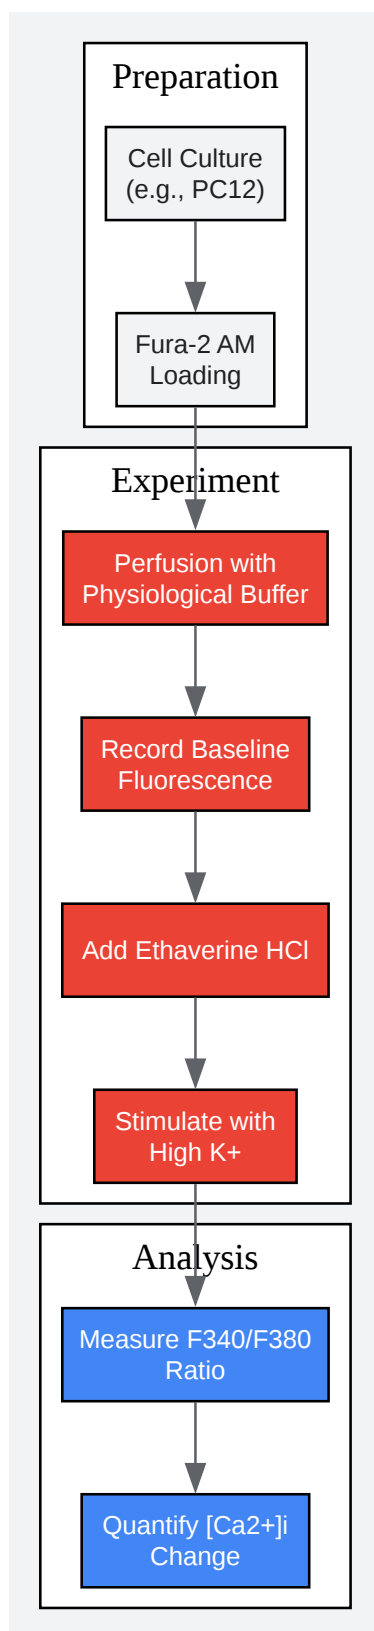 Preparation
Cell Culture
(e.g., PC12)
Fura-2 AM
Loading
Experiment
Perfusion with
Physiological Buffer
Record Baseline
Fluorescence
Add Ethaverine HCl
Stimulate with
High K+
Analysis
Measure F340/F380
Ratio
Quantify [Ca2+]i
Change